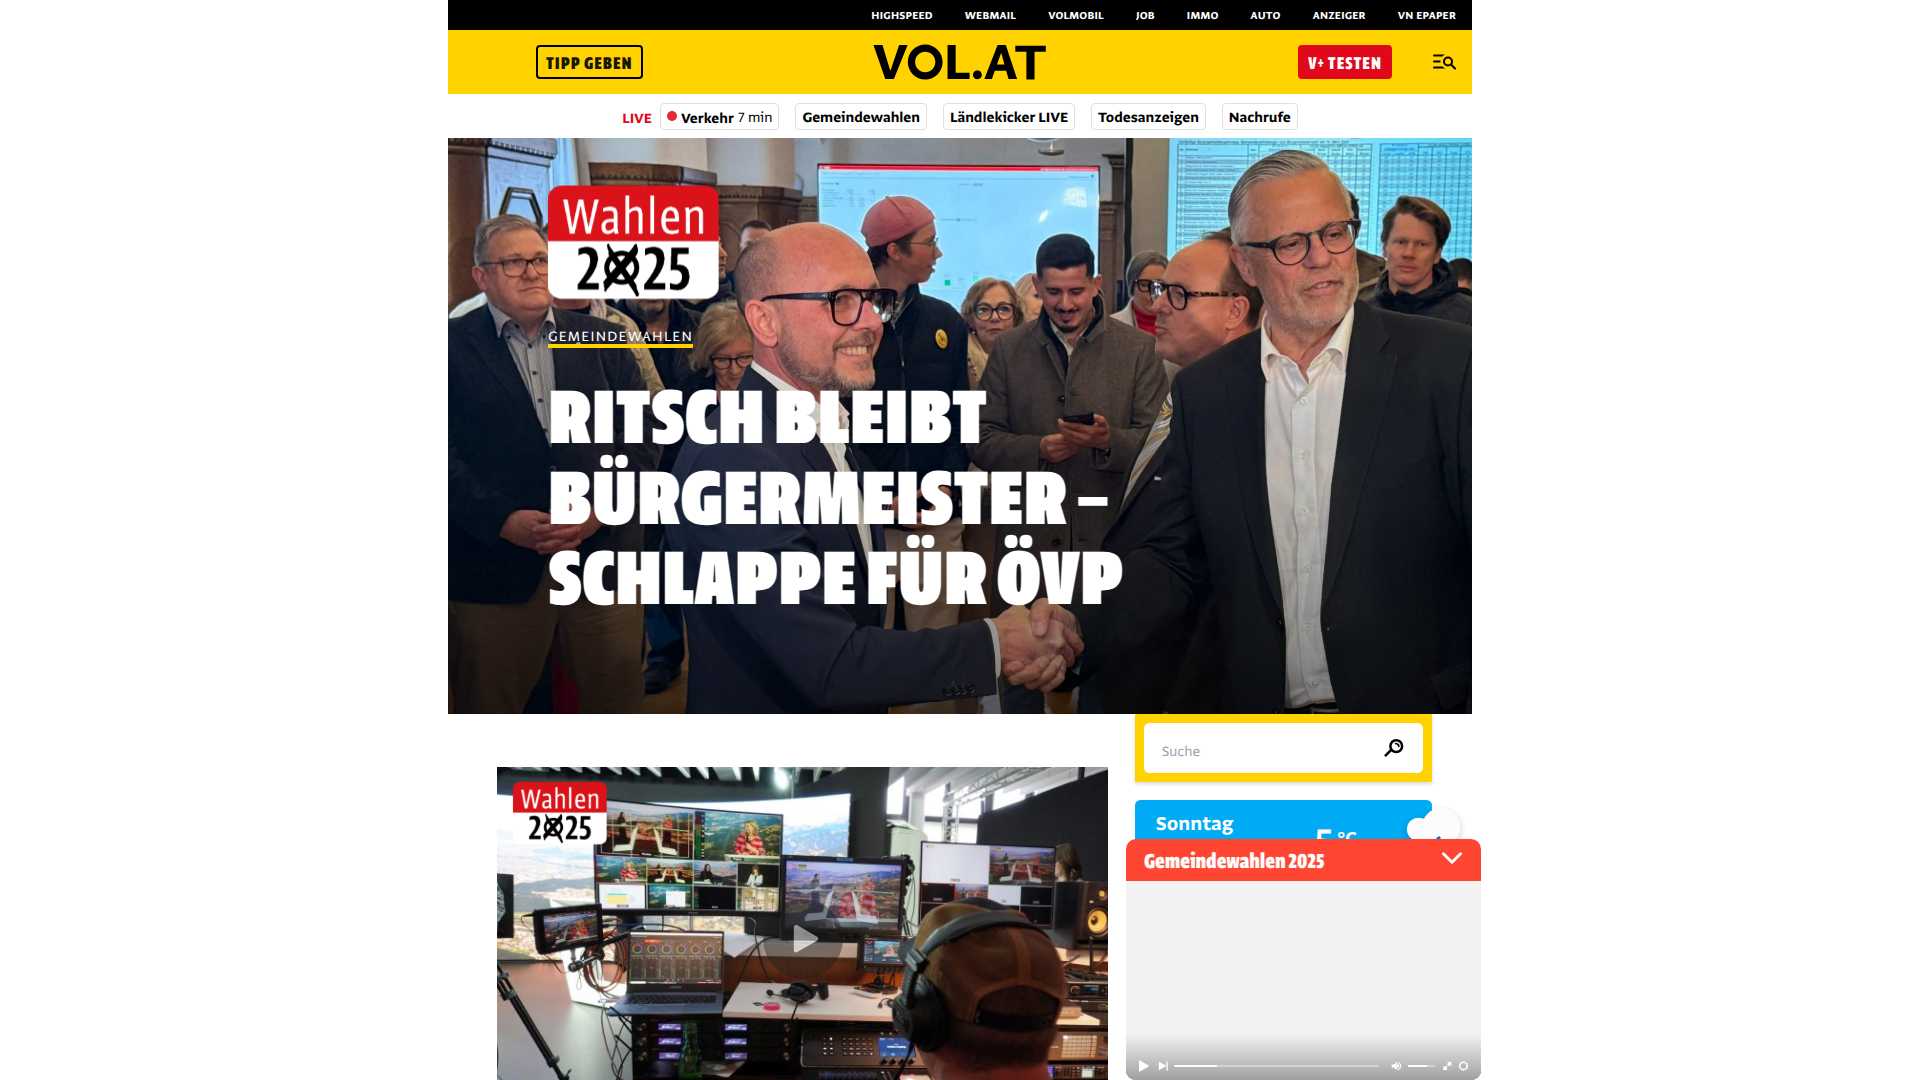 HIGHSPEED WEBMAIL VOLMOBIL JOB IMMO AUTO ANZEIGER VN EPAPER
TIPP GEBEN VOL.AT V+ TESTEN
LIVE Verkehr 7 min Gemeindewahlen Ländlekicker LIVE Todesanzeigen Nachrufe
Wahlen
2025
GEMEINDEWAHLEN
RITSCH BLEIBT
BÜRGERMEISTER –
SCHLAPPE FÜR ÖVP
Suche
Wahlen
2025
Sonntag
5 °C
Gemeindewahlen 2025